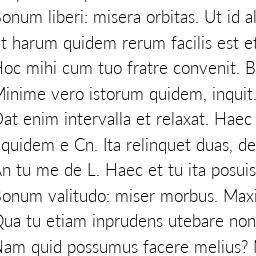 Bonum liberi: misera orbitas. Ut id al
Et harum quidem rerum facilis est et
Hoc mihi cum tuo fratre convenit. B
Minime vero istorum quidem, inquit.
Dat enim intervalla et relaxat. Haec
equidem e Cn. Ita relinquet duas, de
An tu me de L. Haec et tu ita posuis
Bonum valitudo: miser morbus. Maxi
Qua tu etiam inprudens utebare non
Nam quid possumus facere melius?